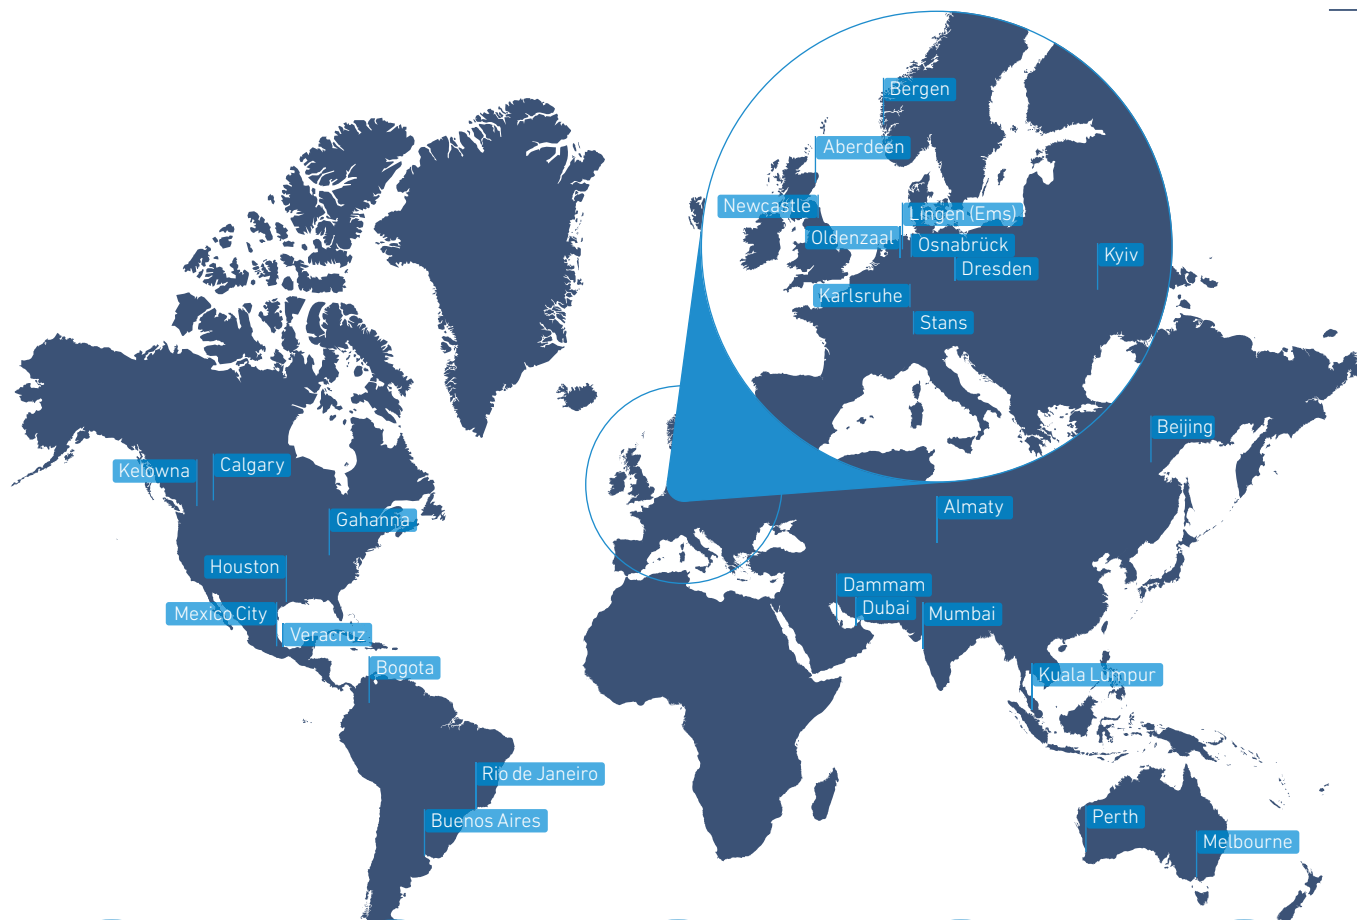 Bergen
Aberdeen
Newcastle
Lingen (Ems)
Oldenzaal
Osnabrück
Kyiv
Dresden
Karlsruhe
Stans
Beijing
Calgary
Kelowna
Almaty
Gahanna
Houston
Dammam
Dubai
Mexico City
Mumbai
Veracruz
Bogota
Kuala Lumpur
Rio de Janeiro
Buenos Aires
Perth
Melbourne